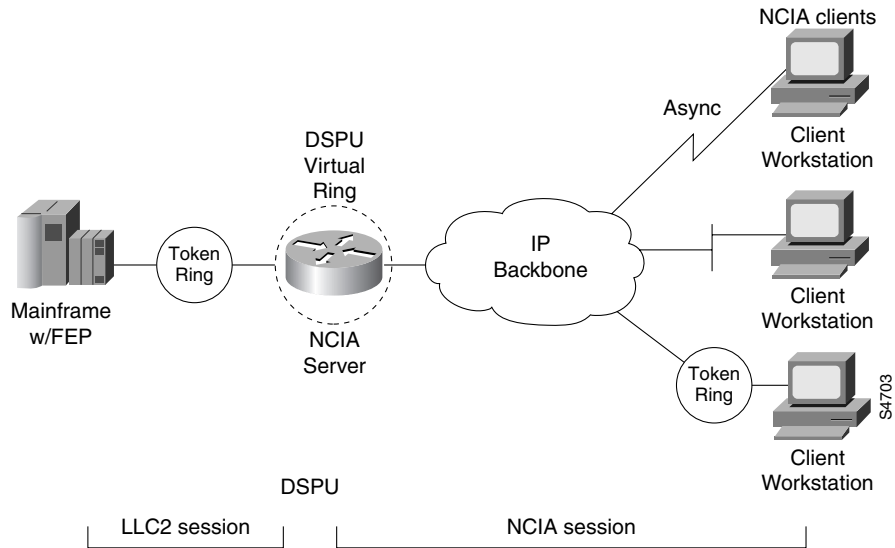 NCIA clients
Async
Client
Workstation
DSPU
Virtual
Ring
Token
Ring
IP
Backbone
Mainframe
w/FEP
NCIA
Server
Client
Workstation
Token
Ring
Client
Workstation
S4703
DSPU
LLC2 session
NCIA session